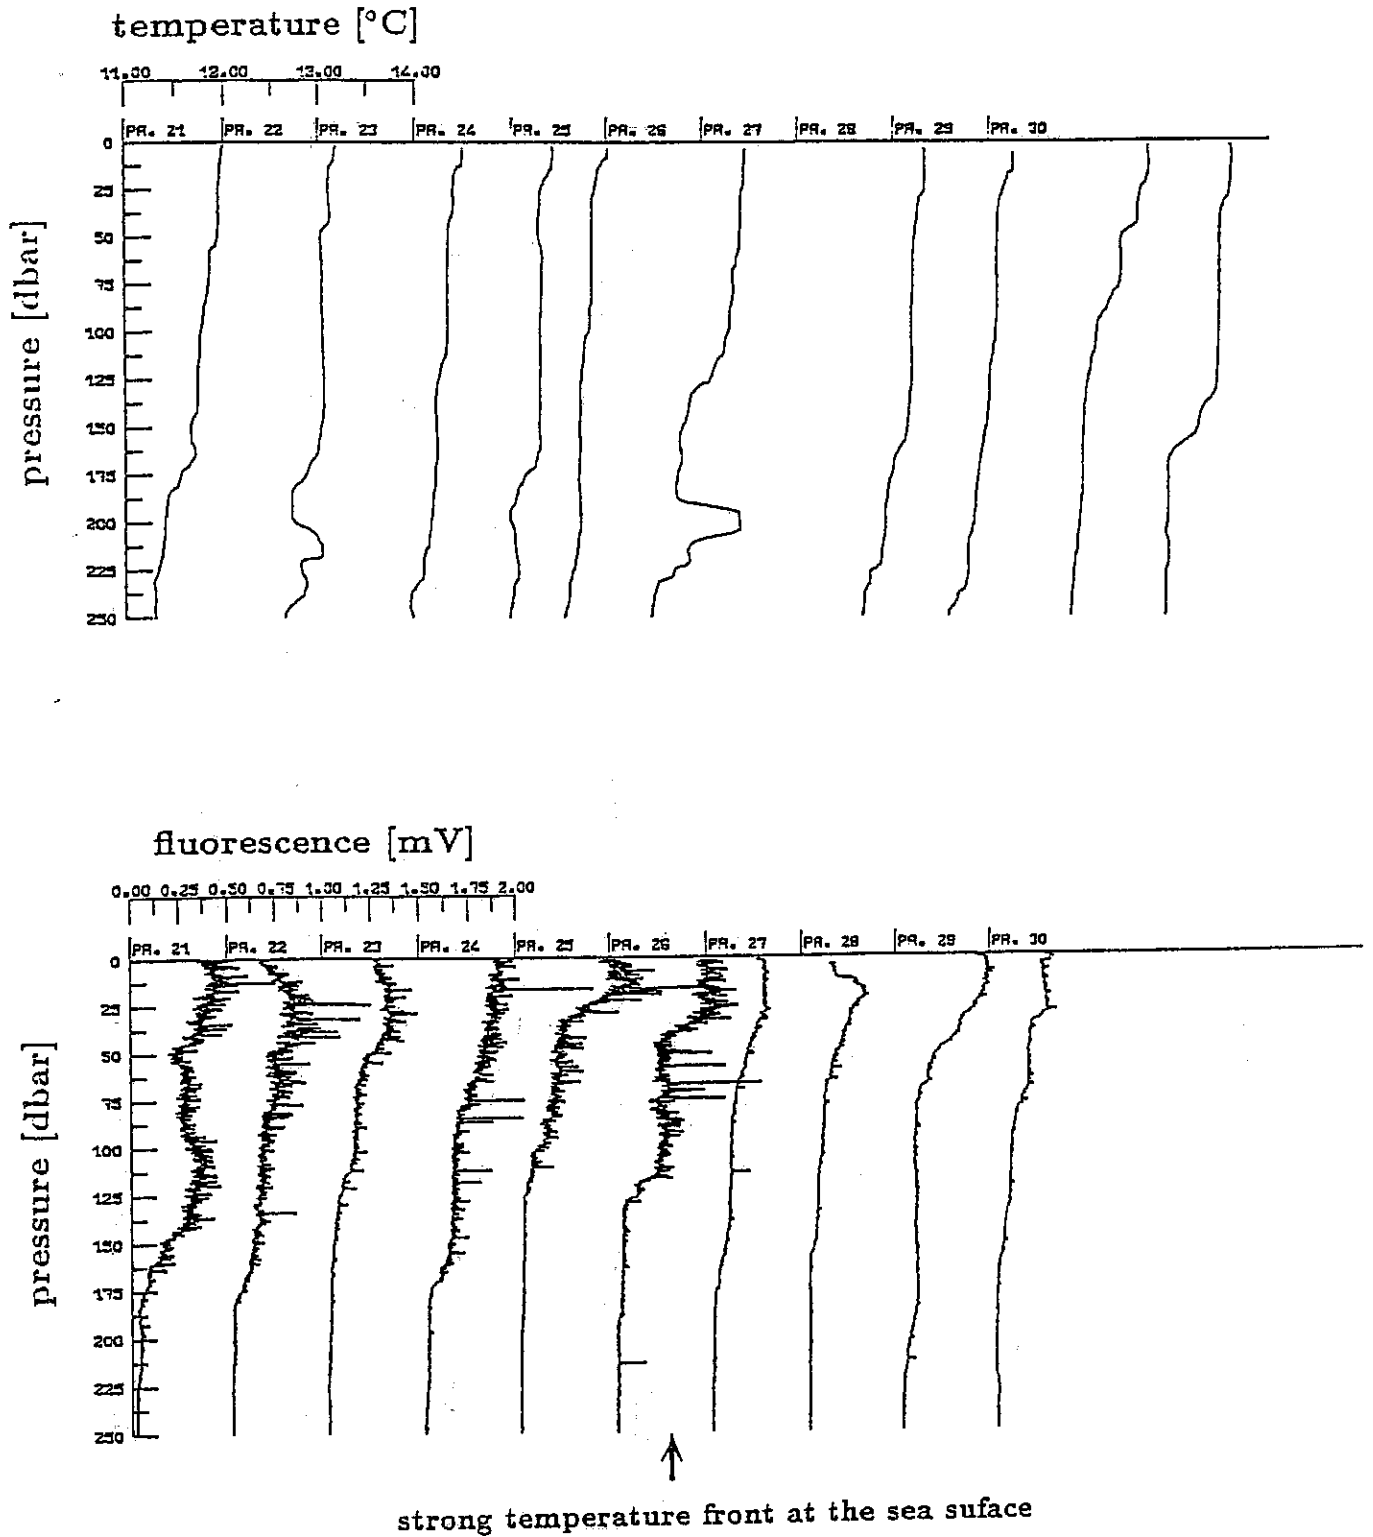 temperature [°C]
11.00 12.00 13.00 14.00
PR. 21 PR. 22 PR. 23 PR. 24 PR. 25 PR. 26 PR. 27 PR. 28 PR. 29 PR. 30
0
25
50
75
100
125
150
175
200
225
250
pressure [dbar]
fluorescence [mV]
0.00 0.25 0.50 0.75 1.00 1.25 1.50 1.75 2.00
PR. 21 PR. 22 PR. 23 PR. 24 PR. 25 PR. 26 PR. 27 PR. 28 PR. 29 PR. 30
0
25
50
75
100
125
150
175
200
225
250
pressure [dbar]
strong temperature front at the sea suface